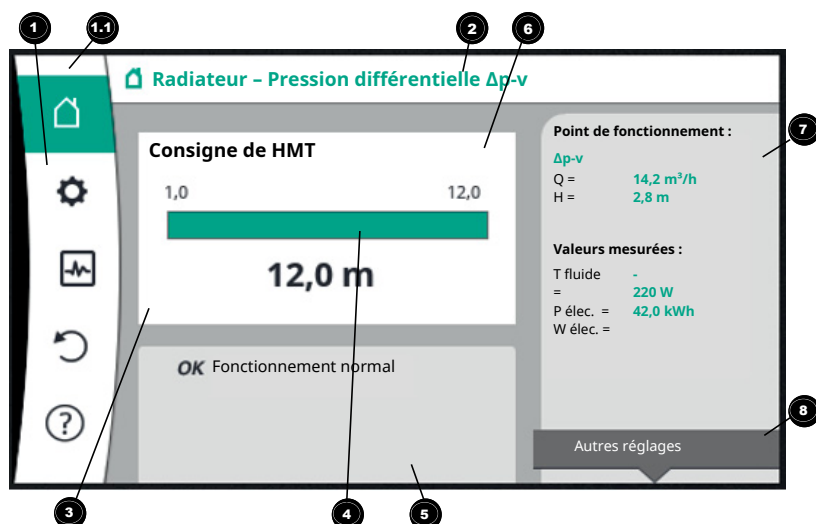 1
1.1
2
6
Radiateur – Pression différentielle Δp-v
Consigne de HMT
1,0 12,0
12,0 m
OK Fonctionnement normal
Point de fonctionnement :
7
Δp-v
Q = 14,2 m³/h
H = 2,8 m
Valeurs mesurées :
T fluide -
= 220 W
P élec. = 42,0 kWh
W élec. =
8
Autres réglages
?
3
4
5